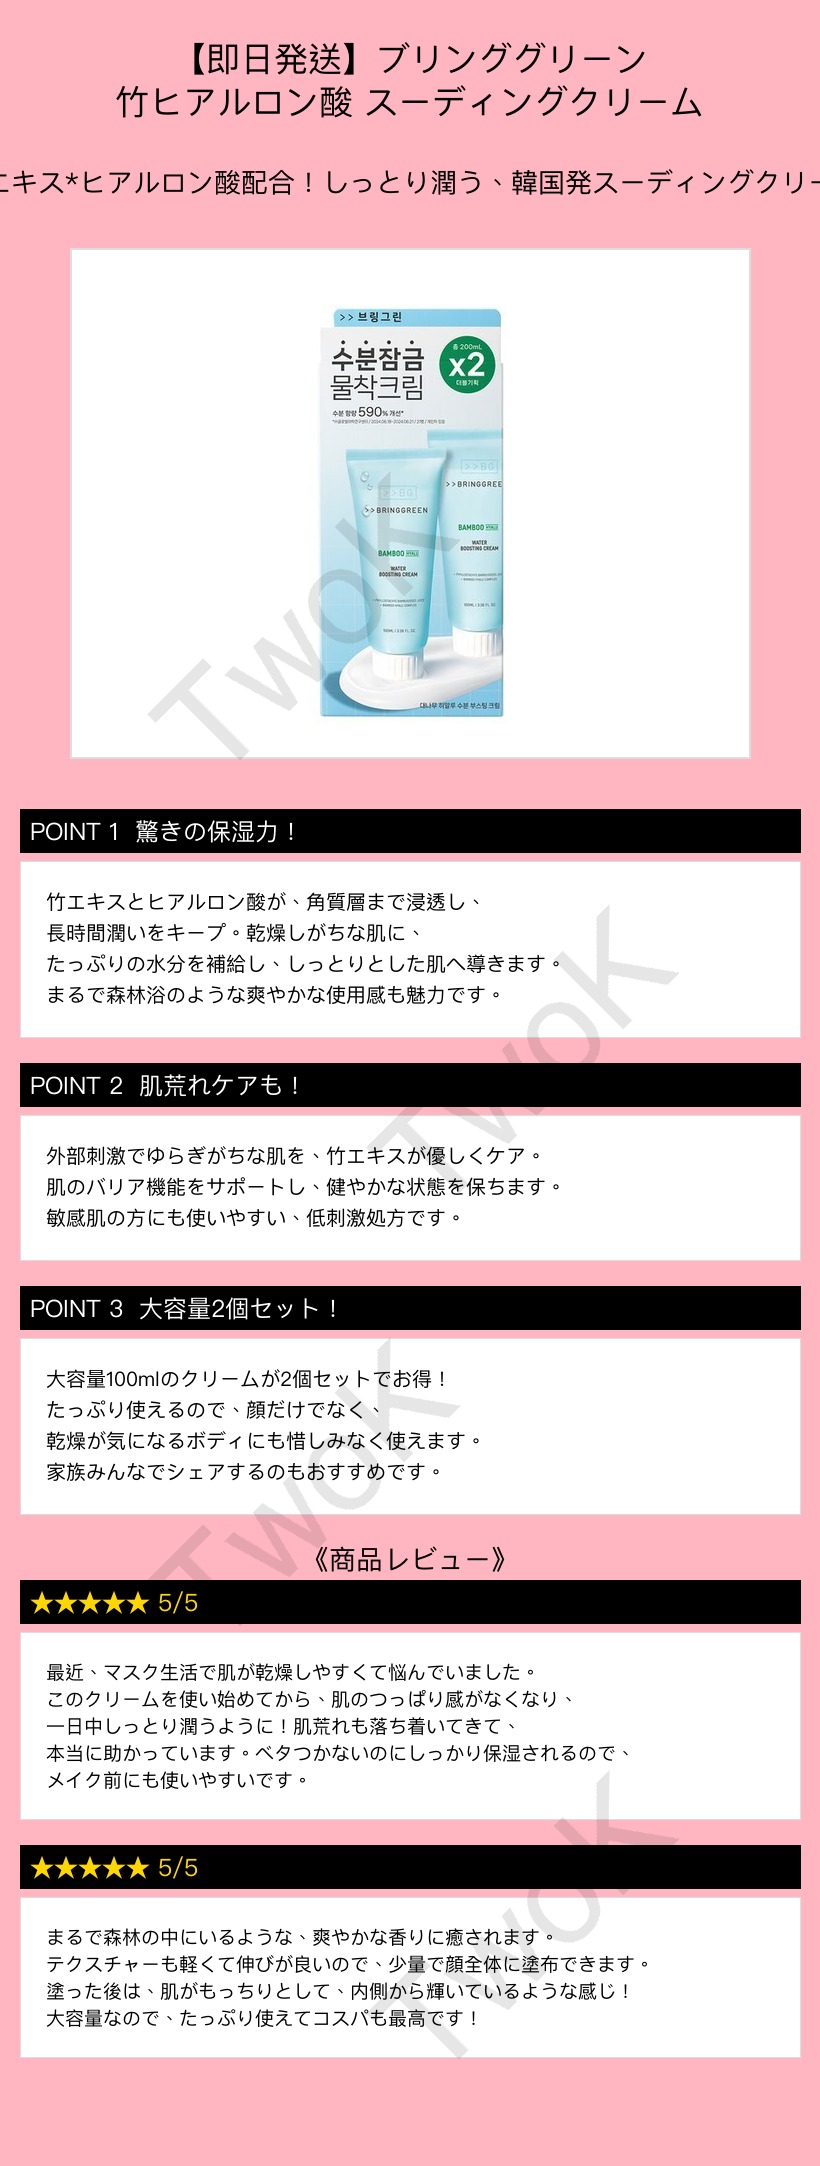 【即日発送】ブリンググリーン
竹ヒアルロン酸 スーディングクリーム
エキス*ヒアルロン酸配合！しっとり潤う、韓国発スーディングクリー
>> 브링그린
수분잠금
물착크림
총 200mL
x2
더블기획
수분 함량 590% 개선*
>>BG
>>BRINGGREEN
BAMBOO HYALU
WATER
BOOSTING CREAM
100ML / 3.38 FL. OZ.
>>BG
>>BRINGGREE
BAMBOO HYALU
WATER
BOOSTING CREAM
100ML / 3.38 FL. OZ.
대나무 히알루 수분 부스팅 크림
TwoK
POINT 1 驚きの保湿力！
竹エキスとヒアルロン酸が、角質層まで浸透し、
長時間潤いをキープ。乾燥しがちな肌に、
たっぷりの水分を補給し、しっとりとした肌へ導きます。
まるで森林浴のような爽やかな使用感も魅力です。
TwoK
POINT 2 肌荒れケアも！
外部刺激でゆらぎがちな肌を、竹エキスが優しくケア。
肌のバリア機能をサポートし、健やかな状態を保ちます。
敏感肌の方にも使いやすい、低刺激処方です。
POINT 3 大容量2個セット！
大容量100mlのクリームが2個セットでお得！
たっぷり使えるので、顔だけでなく、
乾燥が気になるボディにも惜しみなく使えます。
家族みんなでシェアするのもおすすめです。
TwoK
《商品レビュー》
★★★★★ 5/5
最近、マスク生活で肌が乾燥しやすくて悩んでいました。
このクリームを使い始めてから、肌のつっぱり感がなくなり、
一日中しっとり潤うように！肌荒れも落ち着いてきて、
本当に助かっています。ベタつかないのにしっかり保湿されるので、
メイク前にも使いやすいです。
★★★★★ 5/5
まるで森林の中にいるような、爽やかな香りに癒されます。
テクスチャーも軽くて伸びが良いので、少量で顔全体に塗布できます。
塗った後は、肌がもっちりとして、内側から輝いているような感じ！
大容量なので、たっぷり使えてコスパも最高です！
TwoK